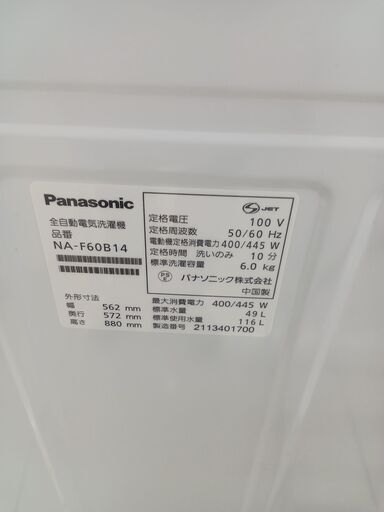 Panasonic
全自動電気洗濯機
品番
NA-F60B14
外形寸法
幅 562 mm
奥行 572 mm
高さ 880 mm
JET
定格電圧 100 V
定格周波数 50/60 Hz
電動機定格消費電力 400/445 W
定格時間 洗いのみ 10 分
標準洗濯容量 6.0 kg
PS E パナソニック株式会社
中国製
最大消費電力 400/445 W
標準水量 49 L
標準使用水量 116 L
製造番号 2113401700